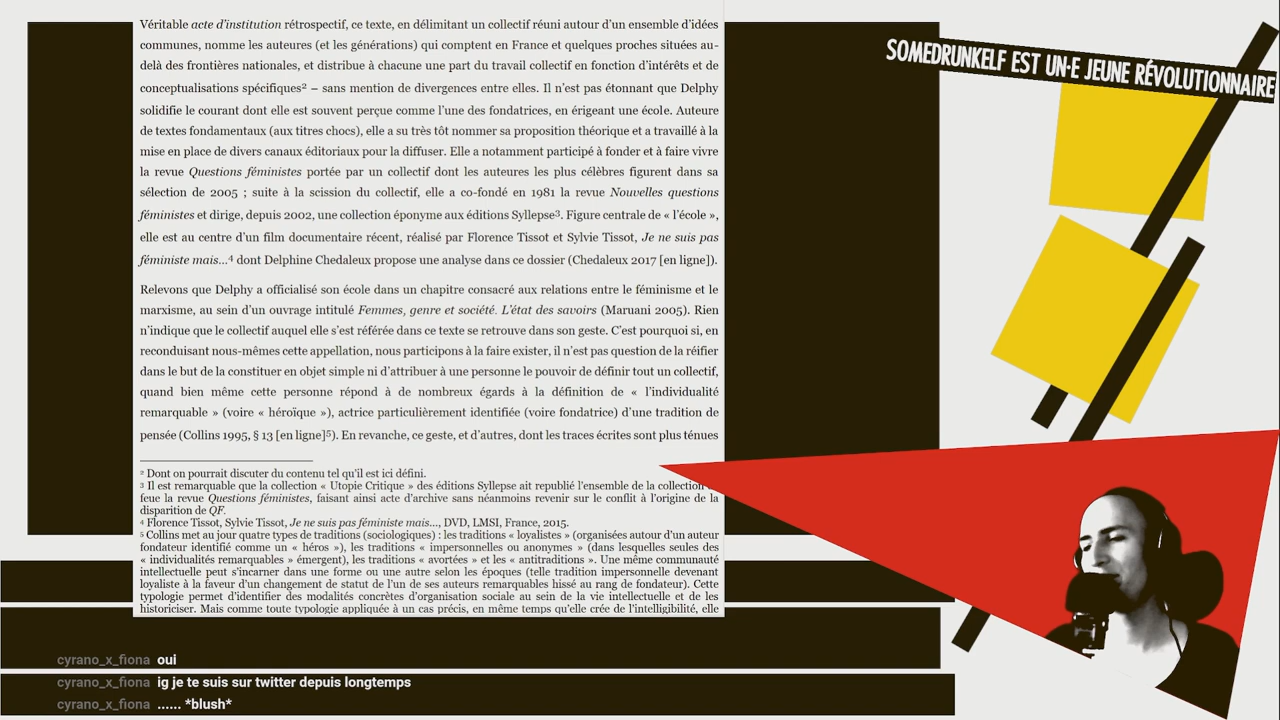 Véritable acte d’institution rétrospectif, ce texte, en délimitant un collectif réuni autour d’un ensemble d’idées
communes, nomme les auteures (et les générations) qui comptent en France et quelques proches situées au-
delà des frontières nationales, et distribue à chacune une part du travail collectif en fonction d’intérêts et de
conceptualisations spécifiques² – sans mention de divergences entre elles. Il n’est pas étonnant que Delphy
solidifie le courant dont elle est souvent perçue comme l’une des fondatrices, en érigeant une école. Auteure
de textes fondamentaux (aux titres chocs), elle a su très tôt nommer sa proposition théorique et a travaillé à la
mise en place de divers canaux éditoriaux pour la diffuser. Elle a notamment participé à fonder et à faire vivre
la revue Questions féministes portée par un collectif dont les auteures les plus célèbres figurent dans sa
sélection de 2005 ; suite à la scission du collectif, elle a co-fondé en 1981 la revue Nouvelles questions
féministes et dirige, depuis 2002, une collection éponyme aux éditions Syllepse³. Figure centrale de « l’école »,
elle est au centre d’un film documentaire récent, réalisé par Florence Tissot et Sylvie Tissot, Je ne suis pas
féministe mais…⁴ dont Delphine Chedaleux propose une analyse dans ce dossier (Chedaleux 2017 [en ligne]).
Relevons que Delphy a officialisé son école dans un chapitre consacré aux relations entre le féminisme et le
marxisme, au sein d’un ouvrage intitulé Femmes, genre et société. L’état des savoirs (Maruani 2005). Rien
n’indique que le collectif auquel elle s’est référée dans ce texte se retrouve dans son geste. C’est pourquoi si, en
reconduisant nous-mêmes cette appellation, nous participons à la faire exister, il n’est pas question de la réifier
dans le but de la constituer en objet simple ni d’attribuer à une personne le pouvoir de définir tout un collectif,
quand bien même cette personne répond à de nombreux égards à la définition de « l’individualité
remarquable » (voire « héroïque »), actrice particulièrement identifiée (voire fondatrice) d’une tradition de
pensée (Collins 1995, § 13 [en ligne]⁵). En revanche, ce geste, et d’autres, dont les traces écrites sont plus ténues
² Dont on pourrait discuter du contenu tel qu’il est ici défini.
³ Il est remarquable que la collection « Utopie Critique » des éditions Syllepse ait republié l’ensemble de la collection
feue la revue Questions féministes, faisant ainsi acte d’archive sans néanmoins revenir sur le conflit à l’origine de la
disparition de QF.
⁴ Florence Tissot, Sylvie Tissot, Je ne suis pas féministe mais…, DVD, LMSI, France, 2015.
⁵ Collins met au jour quatre types de traditions (sociologiques) : les traditions « loyalistes » (organisées autour d’un auteur
fondateur identifié comme un « héros »), les traditions « impersonnelles ou anonymes » (dans lesquelles seules des
« individualités remarquables » émergent), les traditions « avortées » et les « antitraditions ». Une même communauté
intellectuelle peut s’incarner dans une forme ou une autre selon les époques (telle tradition impersonnelle devenant
loyaliste à la faveur d’un changement de statut de l’un de ses auteurs remarquables hissé au rang de fondateur). Cette
typologie permet d’identifier des modalités concrètes d’organisation sociale au sein de la vie intellectuelle et de les
historiciser. Mais comme toute typologie appliquée à un cas précis, en même temps qu’elle crée de l’intelligibilité, elle
SOMEDRUNKELF EST UN·E JEUNE RÉVOLUTIONNAIRE
cyrano_x_fiona oui
cyrano_x_fiona ig je te suis sur twitter depuis longtemps
cyrano_x_fiona ...... *blush*